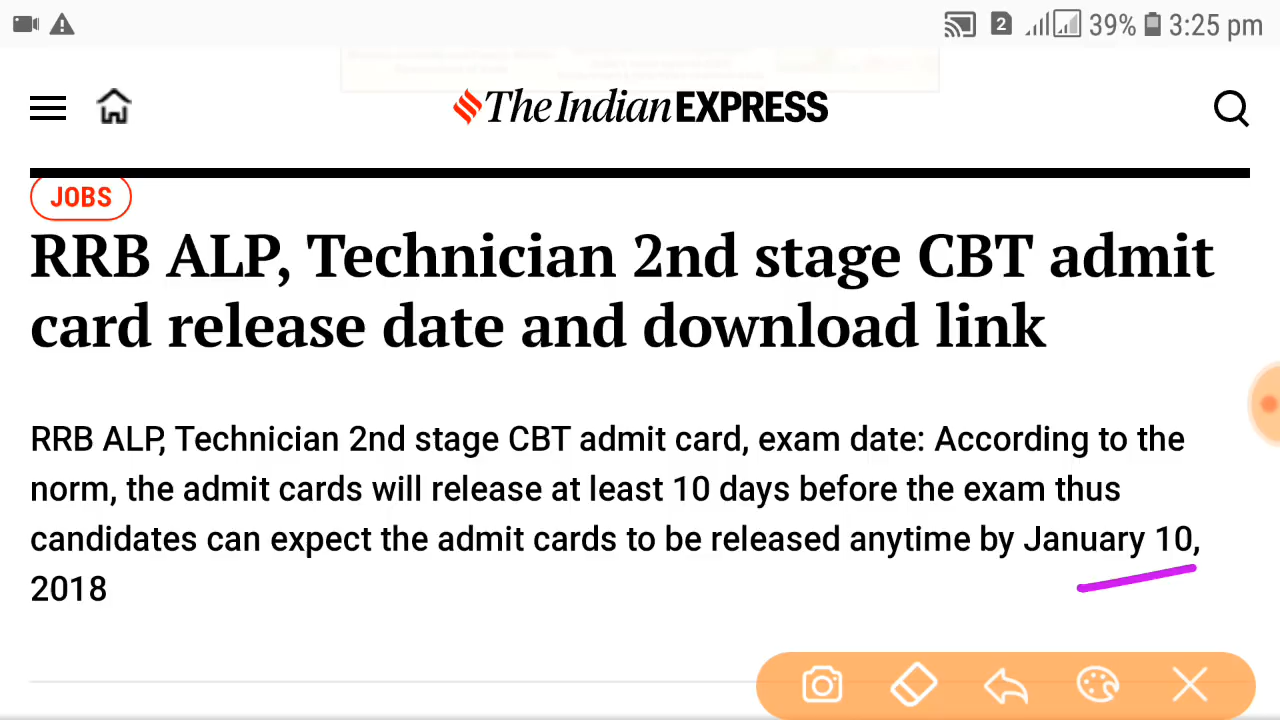 2 39% 3:25 pm
The Indian EXPRESS
JOBS
RRB ALP, Technician 2nd stage CBT admit
card release date and download link
RRB ALP, Technician 2nd stage CBT admit card, exam date: According to the
norm, the admit cards will release at least 10 days before the exam thus
candidates can expect the admit cards to be released anytime by January 10,
2018